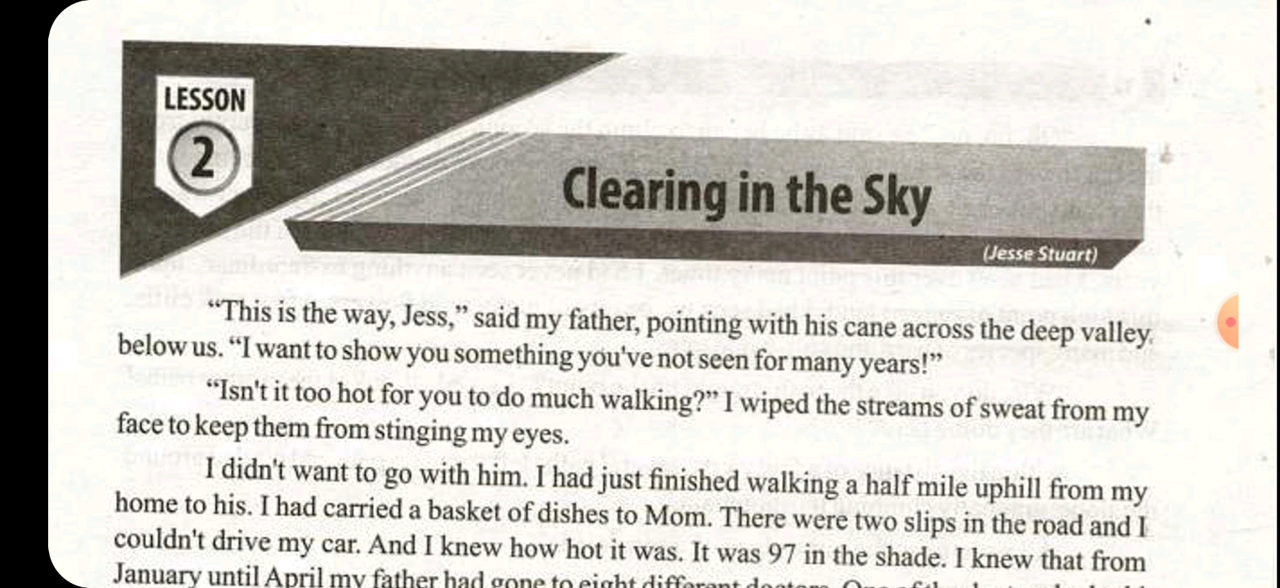 LESSON
2
Clearing in the Sky
(Jesse Stuart)
“This is the way, Jess,” said my father, pointing with his cane across the deep valley
below us. “I want to show you something you've not seen for many years!”
“Isn't it too hot for you to do much walking?” I wiped the streams of sweat from my
face to keep them from stinging my eyes.
I didn't want to go with him. I had just finished walking a half mile uphill from my
home to his. I had carried a basket of dishes to Mom. There were two slips in the road and I
couldn't drive my car. And I knew how hot it was. It was 97 in the shade. I knew that from
January until April my father had gone to eight different doctors. One of the